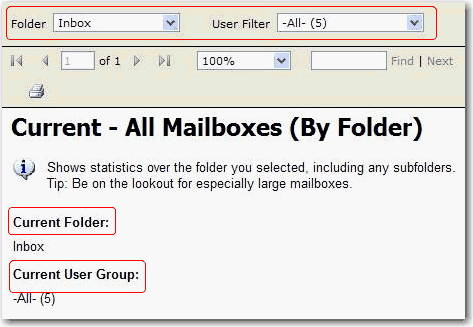 Folder Inbox User Filter -All- (5)
1 of 1 100% Find | Next
Current - All Mailboxes (By Folder)
Shows statistics over the folder you selected, including any subfolders.
Tip: Be on the lookout for especially large mailboxes.
Current Folder:
Inbox
Current User Group:
-All- (5)